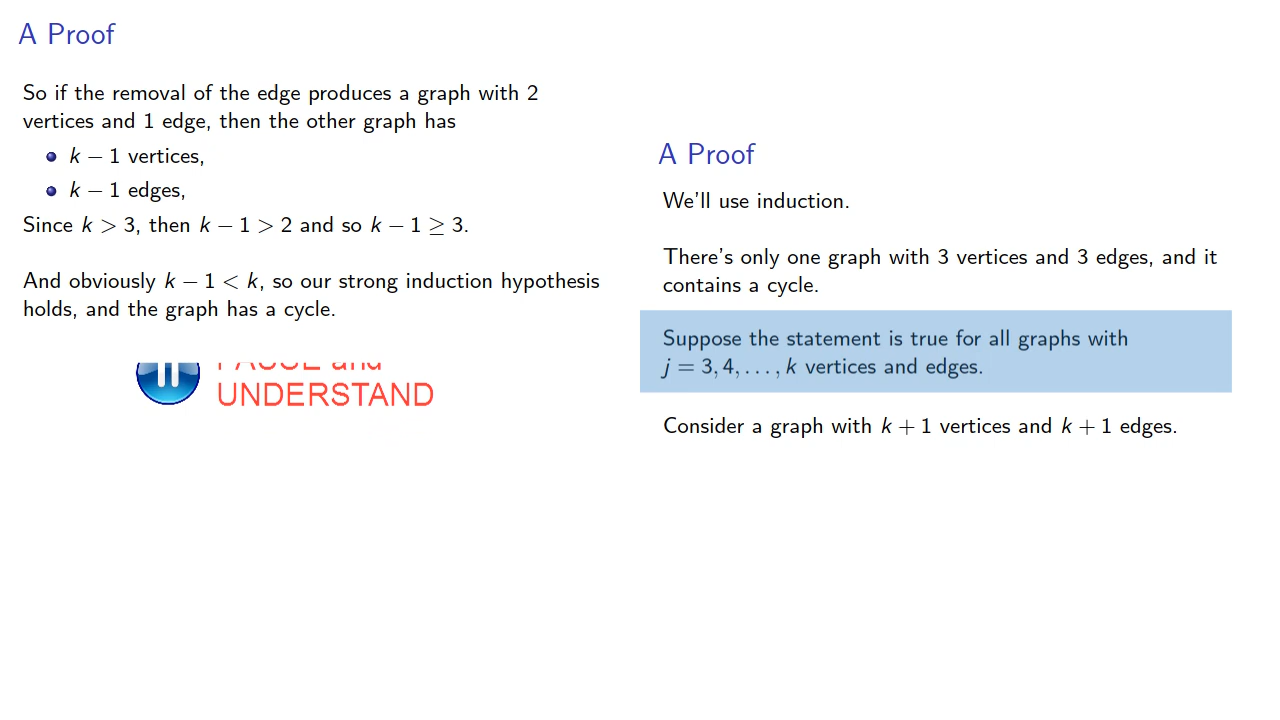 A Proof
So if the removal of the edge produces a graph with 2
vertices and 1 edge, then the other graph has
k − 1 vertices,
k − 1 edges,
Since k > 3, then k − 1 > 2 and so k − 1 ≥ 3.
And obviously k − 1 < k, so our strong induction hypothesis
holds, and the graph has a cycle.
PAUSE and
UNDERSTAND
A Proof
We'll use induction.
There's only one graph with 3 vertices and 3 edges, and it
contains a cycle.
Suppose the statement is true for all graphs with
j = 3, 4, . . . , k vertices and edges.
Consider a graph with k + 1 vertices and k + 1 edges.